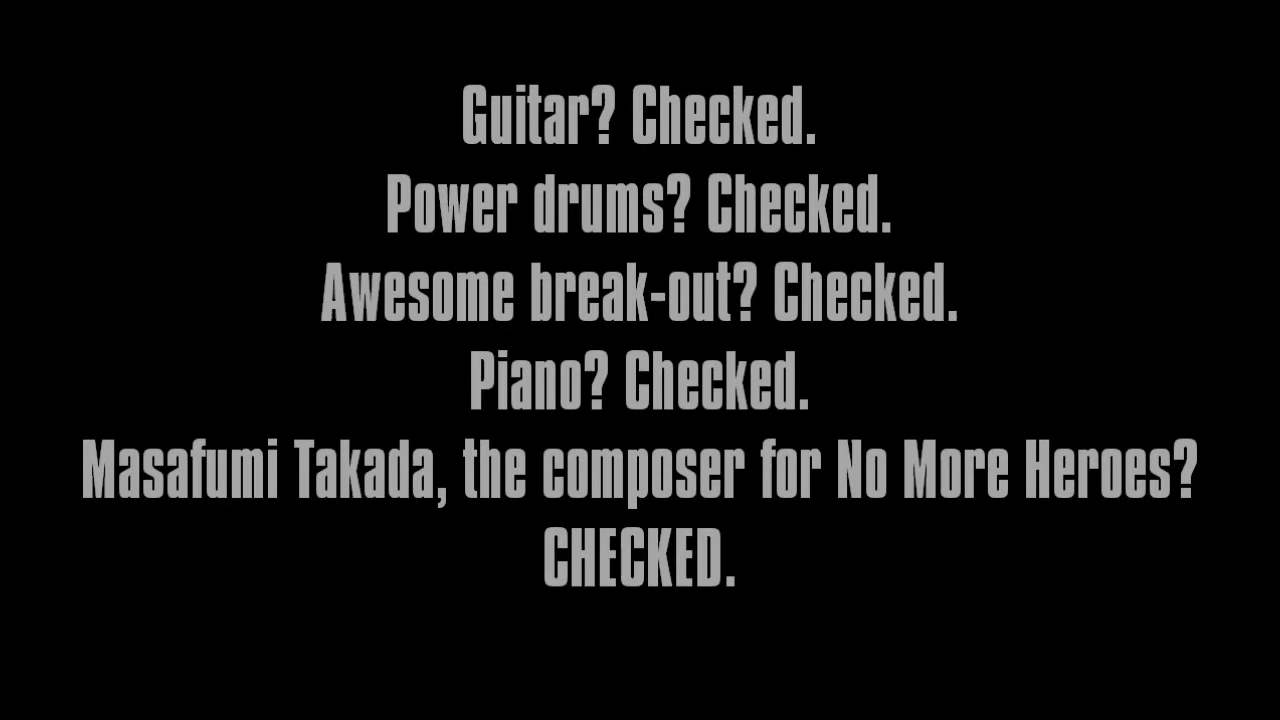 Guitar? Checked.
Power drums? Checked.
Awesome break-out? Checked.
Piano? Checked.
Masafumi Takada, the composer for No More Heroes?
CHECKED.